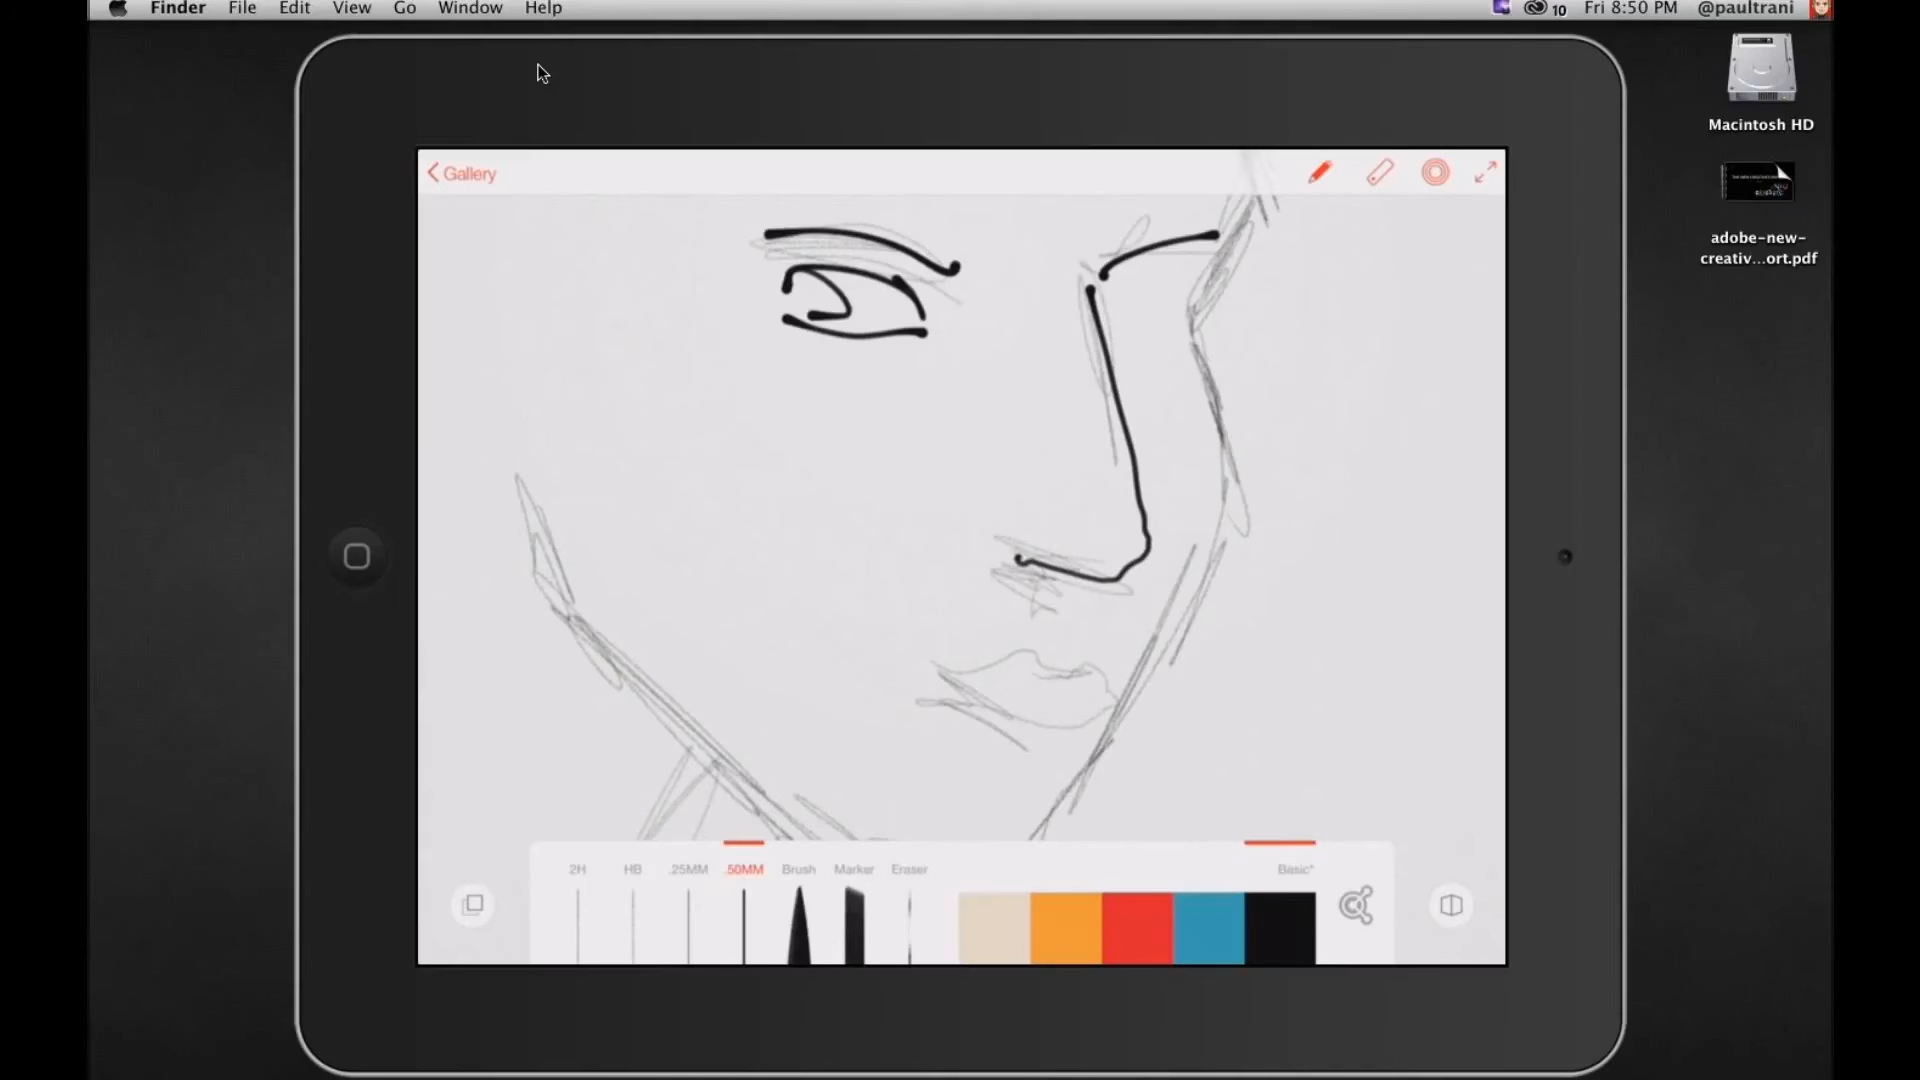 Finder File Edit View Go Window Help
10 Fri 8:50 PM @paultrani
Macintosh HD
adobe-new-
creativ...ort.pdf
Gallery
2H HB .25MM .50MM Brush Marker Eraser Basic*